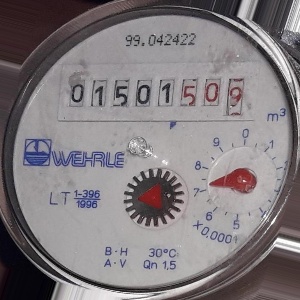 99.042422
01501509
m³
WEHRLE
LT 1-396
1996
9 0 1
8 2
7 3
6 5 4
x0,0001
B·H 30°C
A·V Qn 1,5